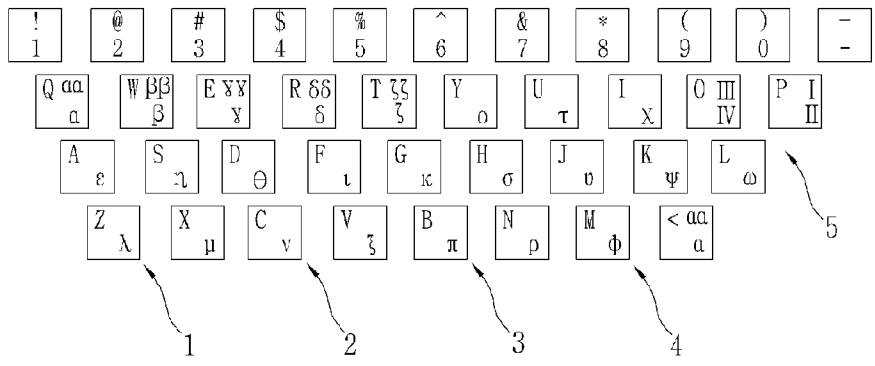 ! @ # $ % ^ & * ( ) —
1 2 3 4 5 6 7 8 9 0 -
Q αα W ββ E γγ R δδ T ζζ Y U I O Ⅲ P Ⅰ
α β γ δ ζ ο τ χ Ⅳ Ⅱ
A S D F G H J K L
ε η θ ι κ σ υ ψ ω
Z X C V B N M < αα
λ μ ν ξ π ρ φ α
5
1 2 3 4